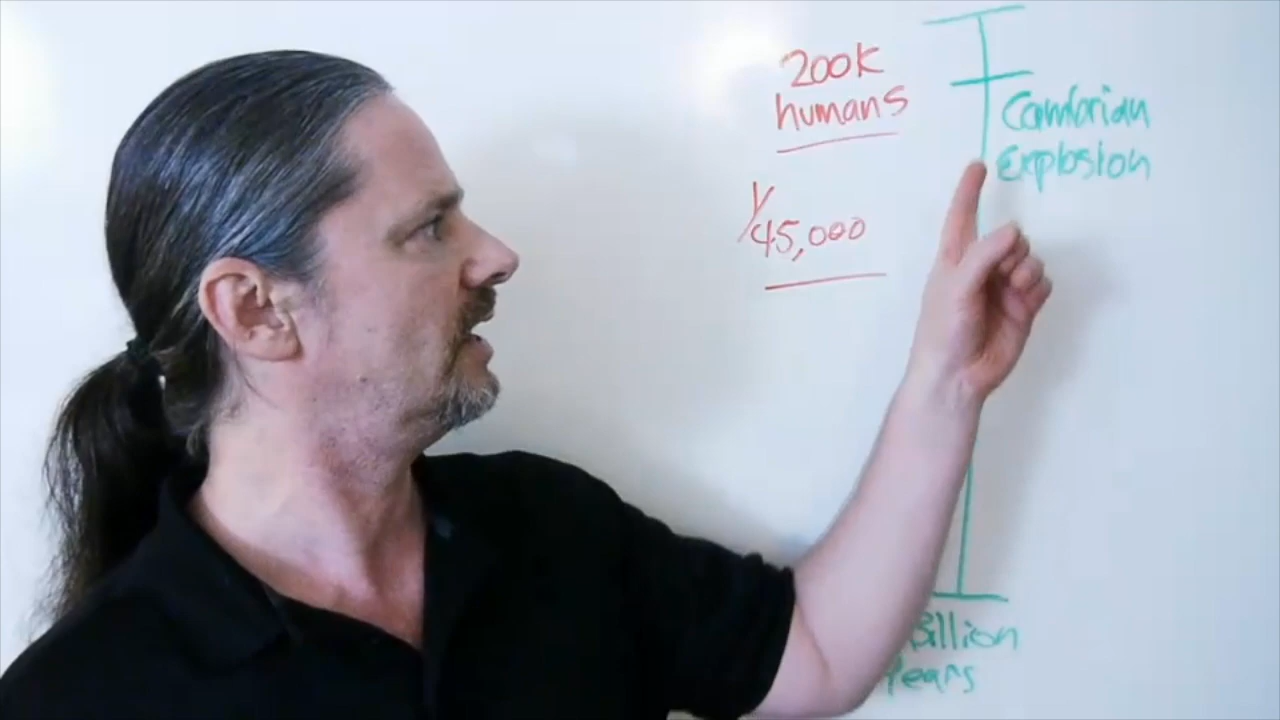 200k
humans
1/45,000
Cambrian
Explosion
Billion
Years